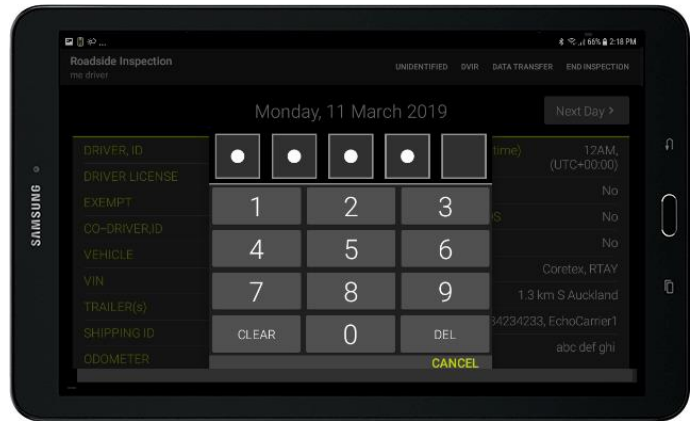 66% 2:18 PM
Roadside Inspection
me driver
UNIDENTIFIED DVIR DATA TRANSFER END INSPECTION
Monday, 11 March 2019
Next Day >
DRIVER, ID
time) 12AM,
(UTC+00:00)
DRIVER LICENSE
EXEMPT
No
CO-DRIVER,ID
No
VEHICLE
No
VIN
Coretex, RTAY
TRAILER(s)
1.3 km S Auckland
SHIPPING ID
34234233, EchoCarrier1
ODOMETER
abc def ghi
1 2 3
4 5 6
7 8 9
CLEAR 0 DEL
CANCEL
SAMSUNG